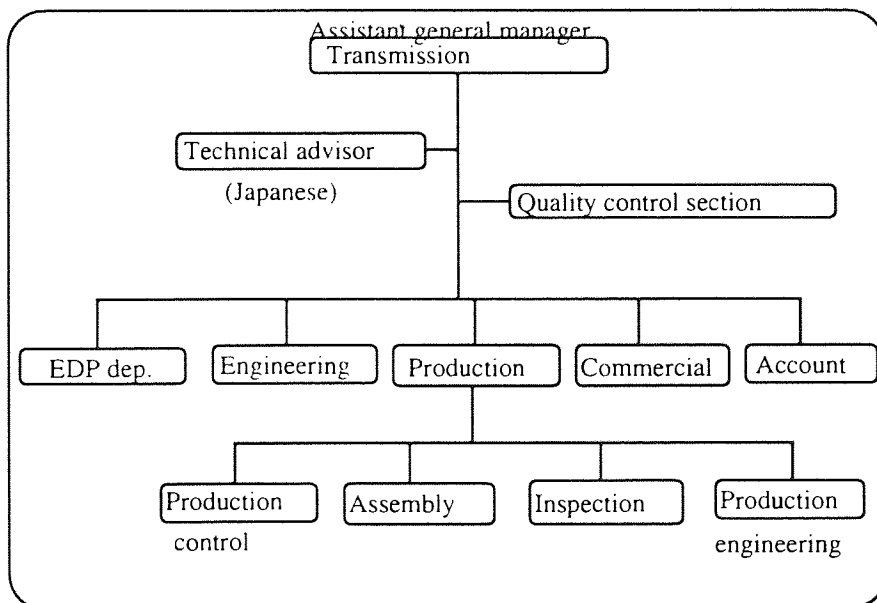 Assistant general manager
Transmission
Technical advisor
(Japanese)
Quality control section
EDP dep.
Engineering
Production
Commercial
Account
Production
control
Assembly
Inspection
Production
engineering